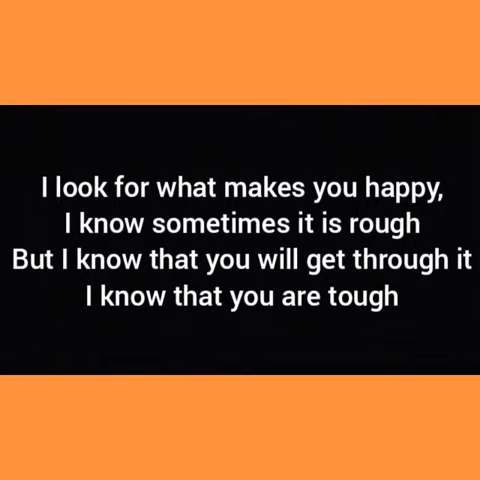 I look for what makes you happy,
I know sometimes it is rough
But I know that you will get through it
I know that you are tough